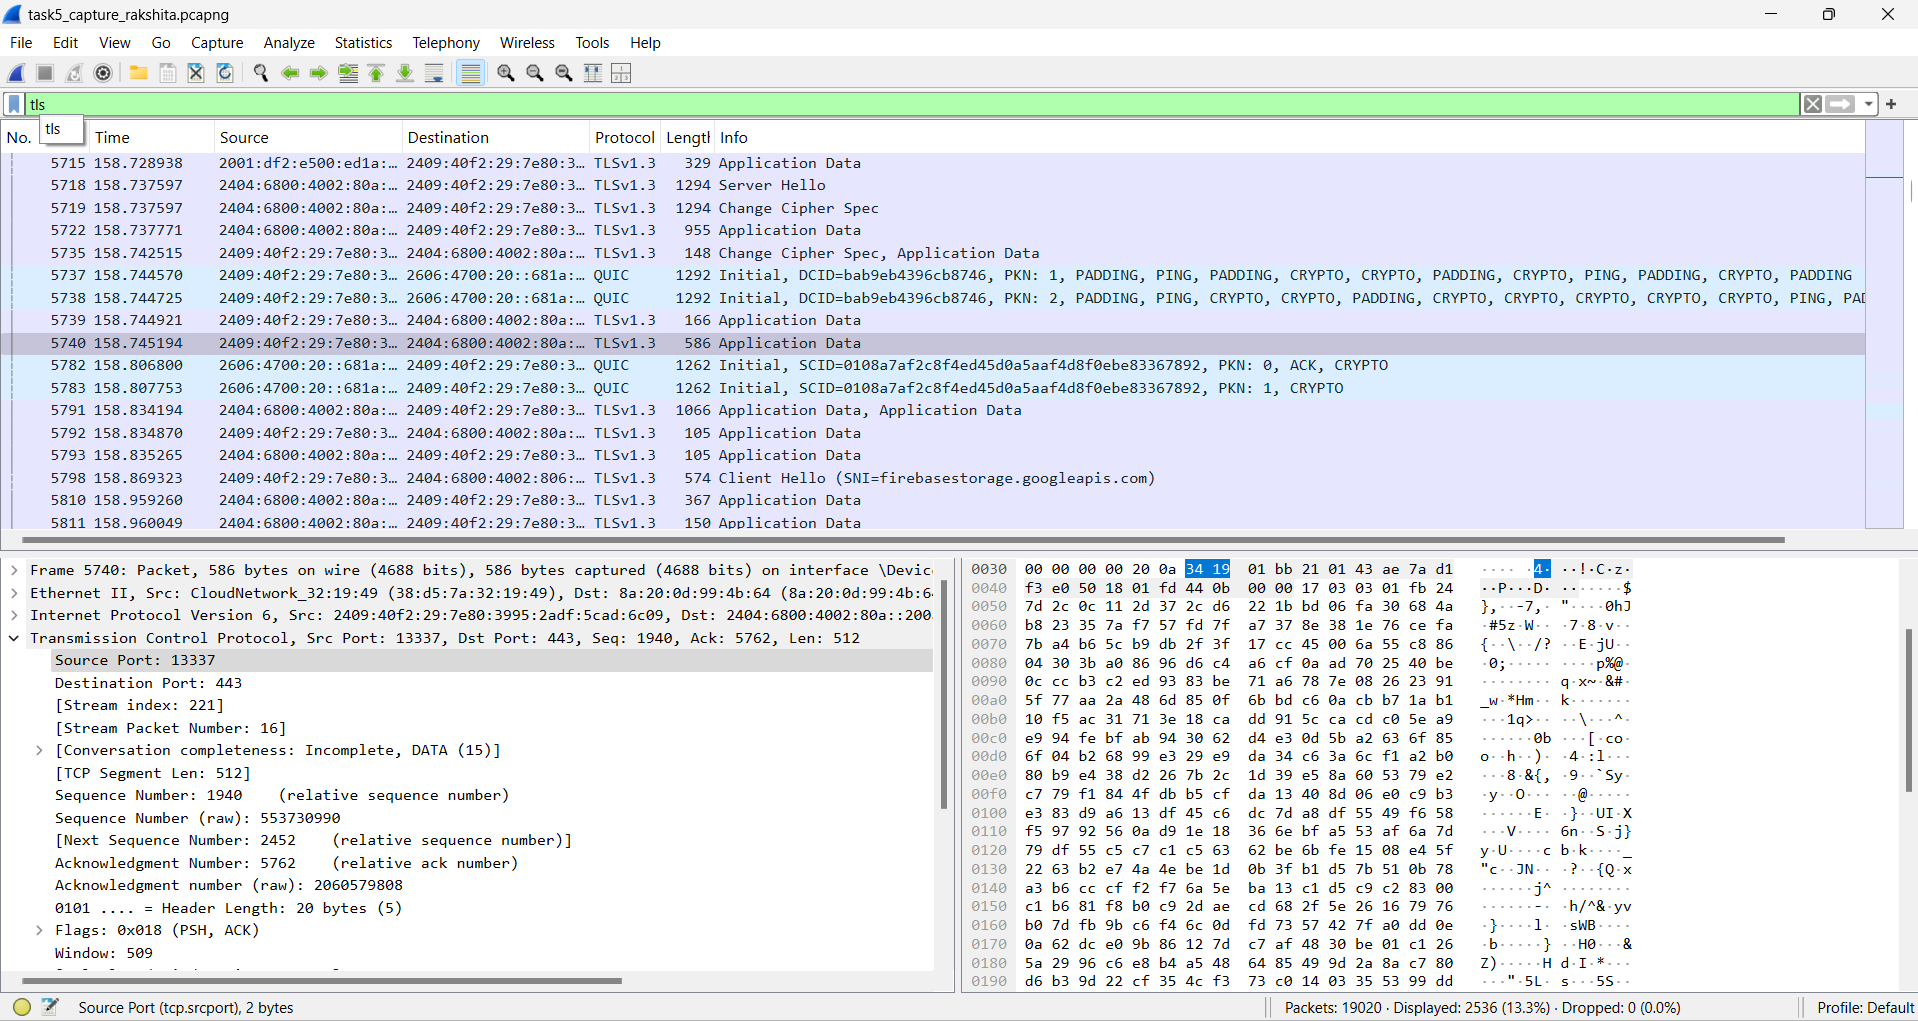 task5_capture_rakshita.pcapng
File Edit View Go Capture Analyze Statistics Telephony Wireless Tools Help
tls
tls
No. Time Source Destination Protocol Length Info
5715 158.728938 2001:df2:e500:ed1a:… 2409:40f2:29:7e80:3… TLSv1.3 329 Application Data
5718 158.737597 2404:6800:4002:80a:… 2409:40f2:29:7e80:3… TLSv1.3 1294 Server Hello
5719 158.737597 2404:6800:4002:80a:… 2409:40f2:29:7e80:3… TLSv1.3 1294 Change Cipher Spec
5722 158.737771 2404:6800:4002:80a:… 2409:40f2:29:7e80:3… TLSv1.3 955 Application Data
5735 158.742515 2409:40f2:29:7e80:3… 2404:6800:4002:80a:… TLSv1.3 148 Change Cipher Spec, Application Data
5737 158.744570 2409:40f2:29:7e80:3… 2606:4700:20::681a:… QUIC 1292 Initial, DCID=bab9eb4396cb8746, PKN: 1, PADDING, PING, PADDING, CRYPTO, CRYPTO, PADDING, CRYPTO, PING, PADDING, CRYPTO, PADDING
5738 158.744725 2409:40f2:29:7e80:3… 2606:4700:20::681a:… QUIC 1292 Initial, DCID=bab9eb4396cb8746, PKN: 2, PADDING, PING, CRYPTO, CRYPTO, PADDING, CRYPTO, CRYPTO, CRYPTO, CRYPTO, CRYPTO, PING, PAD
5739 158.744921 2409:40f2:29:7e80:3… 2404:6800:4002:80a:… TLSv1.3 166 Application Data
5740 158.745194 2409:40f2:29:7e80:3… 2404:6800:4002:80a:… TLSv1.3 586 Application Data
5782 158.806800 2606:4700:20::681a:… 2409:40f2:29:7e80:3… QUIC 1262 Initial, SCID=0108a7af2c8f4ed45d0a5aaf4d8f0ebe83367892, PKN: 0, ACK, CRYPTO
5783 158.807753 2606:4700:20::681a:… 2409:40f2:29:7e80:3… QUIC 1262 Initial, SCID=0108a7af2c8f4ed45d0a5aaf4d8f0ebe83367892, PKN: 1, CRYPTO
5791 158.834194 2404:6800:4002:80a:… 2409:40f2:29:7e80:3… TLSv1.3 1066 Application Data, Application Data
5792 158.834870 2409:40f2:29:7e80:3… 2404:6800:4002:80a:… TLSv1.3 105 Application Data
5793 158.835265 2404:6800:4002:80a:… 2409:40f2:29:7e80:3… TLSv1.3 105 Application Data
5798 158.869323 2409:40f2:29:7e80:3… 2404:6800:4002:806:… TLSv1.3 574 Client Hello (SNI=firebasestorage.googleapis.com)
5810 158.959260 2404:6800:4002:80a:… 2409:40f2:29:7e80:3… TLSv1.3 367 Application Data
5811 158.960049 2404:6800:4002:80a:… 2409:40f2:29:7e80:3… TLSv1.3 150 Application Data
Frame 5740: Packet, 586 bytes on wire (4688 bits), 586 bytes captured (4688 bits) on interface \Devic
Ethernet II, Src: CloudNetwork_32:19:49 (38:d5:7a:32:19:49), Dst: 8a:20:0d:99:4b:64 (8a:20:0d:99:4b:6
Internet Protocol Version 6, Src: 2409:40f2:29:7e80:3995:2adf:5cad:6c09, Dst: 2404:6800:4002:80a::200
Transmission Control Protocol, Src Port: 13337, Dst Port: 443, Seq: 1940, Ack: 5762, Len: 512
Source Port: 13337
Destination Port: 443
[Stream index: 221]
[Stream Packet Number: 16]
[Conversation completeness: Incomplete, DATA (15)]
[TCP Segment Len: 512]
Sequence Number: 1940 (relative sequence number)
Sequence Number (raw): 553730990
[Next Sequence Number: 2452 (relative sequence number)]
Acknowledgment Number: 5762 (relative ack number)
Acknowledgment number (raw): 2060579808
0101 .... = Header Length: 20 bytes (5)
Flags: 0x018 (PSH, ACK)
Window: 509
0030 00 00 00 00 20 0a 34 19 01 bb 21 01 43 ae 7a d1 ···· ·4· ··!·C·z·
0040 f3 e0 50 18 01 fd 44 0b 00 00 17 03 03 01 fb 24 ··P···D· ·······$
0050 7d 2c 0c 11 2d 37 2c d6 22 1b bd 06 fa 30 68 4a },··-7,· "····0hJ
0060 b8 23 35 7a f7 57 fd 7f a7 37 8e 38 1e 76 ce fa ·#5z·W·· ·7·8·v··
0070 7b a4 b6 5c b9 db 2f 3f 17 cc 45 00 6a 55 c8 86 {··\··/? ··E·jU··
0080 04 30 3b a0 86 96 d6 c4 a6 cf 0a ad 70 25 40 be ·0;····· ····p%@·
0090 0c cc b3 c2 ed 93 83 be 71 a6 78 7e 08 26 23 91 ········ q·x~·&#·
00a0 5f 77 aa 2a 48 6d 85 0f 6b bd c6 0a cb b7 1a b1 _w·*Hm·· k·······
00b0 10 f5 ac 31 71 3e 18 ca dd 91 5c ca cd c0 5e a9 ···1q>·· ··\···^·
00c0 e9 94 fe bf ab 94 30 62 d4 e3 0d 5b a2 63 6f 85 ······0b ···[·co·
00d0 6f 04 b2 68 99 e3 29 e9 da 34 c6 3a 6c f1 a2 b0 o··h··)· ·4·:l···
00e0 80 b9 e4 38 d2 26 7b 2c 1d 39 e5 8a 60 53 79 e2 ···8·&{, ·9··`Sy·
00f0 c7 79 f1 84 4f db b5 cf da 13 40 8d 06 e0 c9 b3 ·y··O··· ··@·····
0100 e3 83 d9 a6 13 df 45 c6 dc 7d a8 df 55 49 f6 58 ······E· ·}··UI·X
0110 f5 97 92 56 0a d9 1e 18 36 6e bf a5 53 af 6a 7d ···V···· 6n··S·j}
0120 79 df 55 c5 c7 c1 c5 63 62 be 6b fe 15 08 e4 5f y·U····c b·k····_
0130 22 63 b2 e7 4a 4e be 1d 0b 3f b1 d5 7b 51 0b 78 "c··JN·· ·?··{Q·x
0140 a3 b6 cc cf f2 f7 6a 5e ba 13 c1 d5 c9 c2 83 00 ······j^ ········
0150 c1 b6 81 f8 b0 c9 2d ae cd 68 2f 5e 26 16 79 76 ······-· ·h/^&·yv
0160 b0 7d fb 9b c6 f4 6c 0d fd 73 57 42 7f a0 dd 0e ·}····l· ·sWB····
0170 0a 62 dc e0 9b 86 12 7d c7 af 48 30 be 01 c1 26 ·b·····} ··H0···&
0180 5a 29 96 c6 e8 b4 a5 48 64 85 49 9d 2a 8a c7 80 Z)·····H d·I·*···
0190 d6 b3 9d 22 cf 35 4c f3 73 c0 14 03 35 53 99 dd ···"·5L· s···5S··
Source Port (tcp.srcport), 2 bytes
Packets: 19020 · Displayed: 2536 (13.3%) · Dropped: 0 (0.0%)
Profile: Default